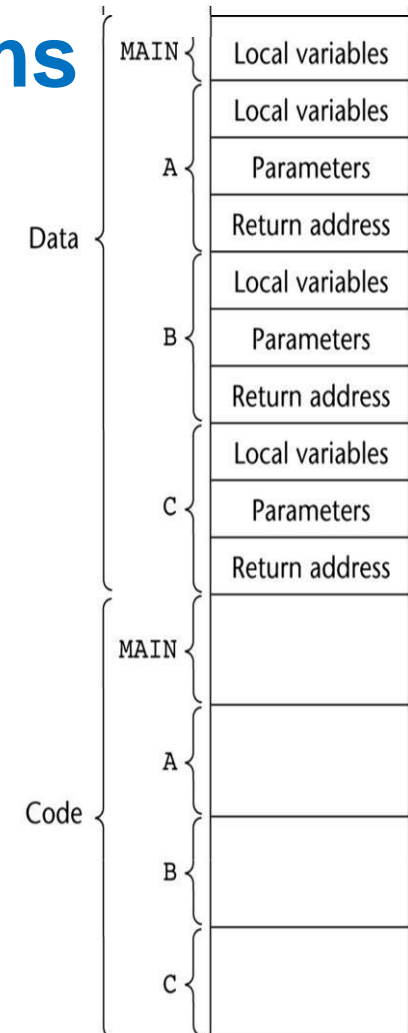 ns
MAIN
Local variables
Local variables
A
Parameters
Return address
Data
Local variables
B
Parameters
Return address
Local variables
C
Parameters
Return address
MAIN
A
Code
B
C